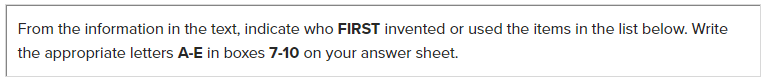 From the information in the text, indicate who FIRST invented or used the items in the list below. Write
the appropriate letters A-E in boxes 7-10 on your answer sheet.